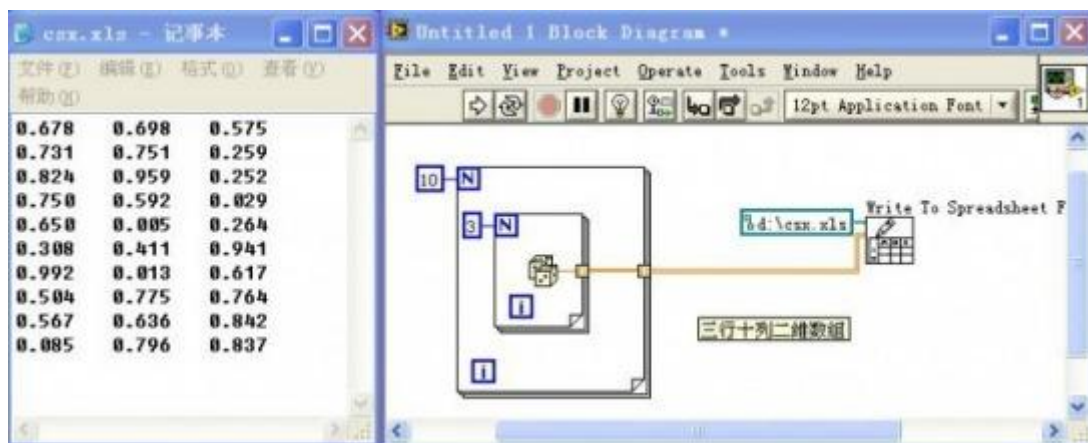 csx.xls - 记事本
文件(F) 编辑(E) 格式(O) 查看(V)
帮助(H)
0.678 0.698 0.575
0.731 0.751 0.259
0.824 0.959 0.252
0.750 0.592 0.029
0.650 0.005 0.264
0.308 0.411 0.941
0.992 0.013 0.617
0.504 0.775 0.764
0.567 0.636 0.842
0.085 0.796 0.837
Untitled 1 Block Diagram *
File Edit View Project Operate Tools Window Help
12pt Application Font
1
10 N
3 N
i
i
d:\csx.xls
Write To Spreadsheet F
三行十列二维数组